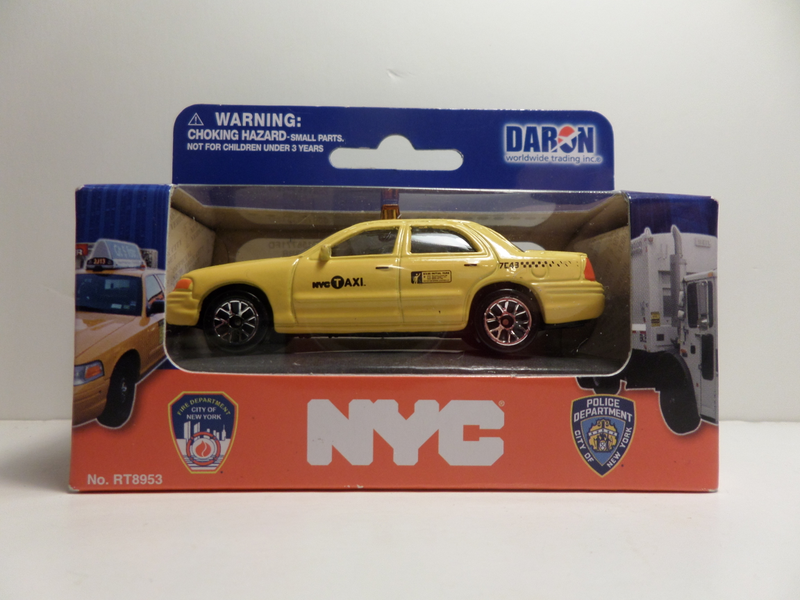 WARNING:
CHOKING HAZARD-SMALL PARTS.
NOT FOR CHILDREN UNDER 3 YEARS
DARON
worldwide trading inc.®
NYC TAXI.
7C43
FIRE DEPARTMENT
CITY OF
NEW YORK
NYC®
POLICE
DEPARTMENT
CITY OF NEW YORK
No. RT8953